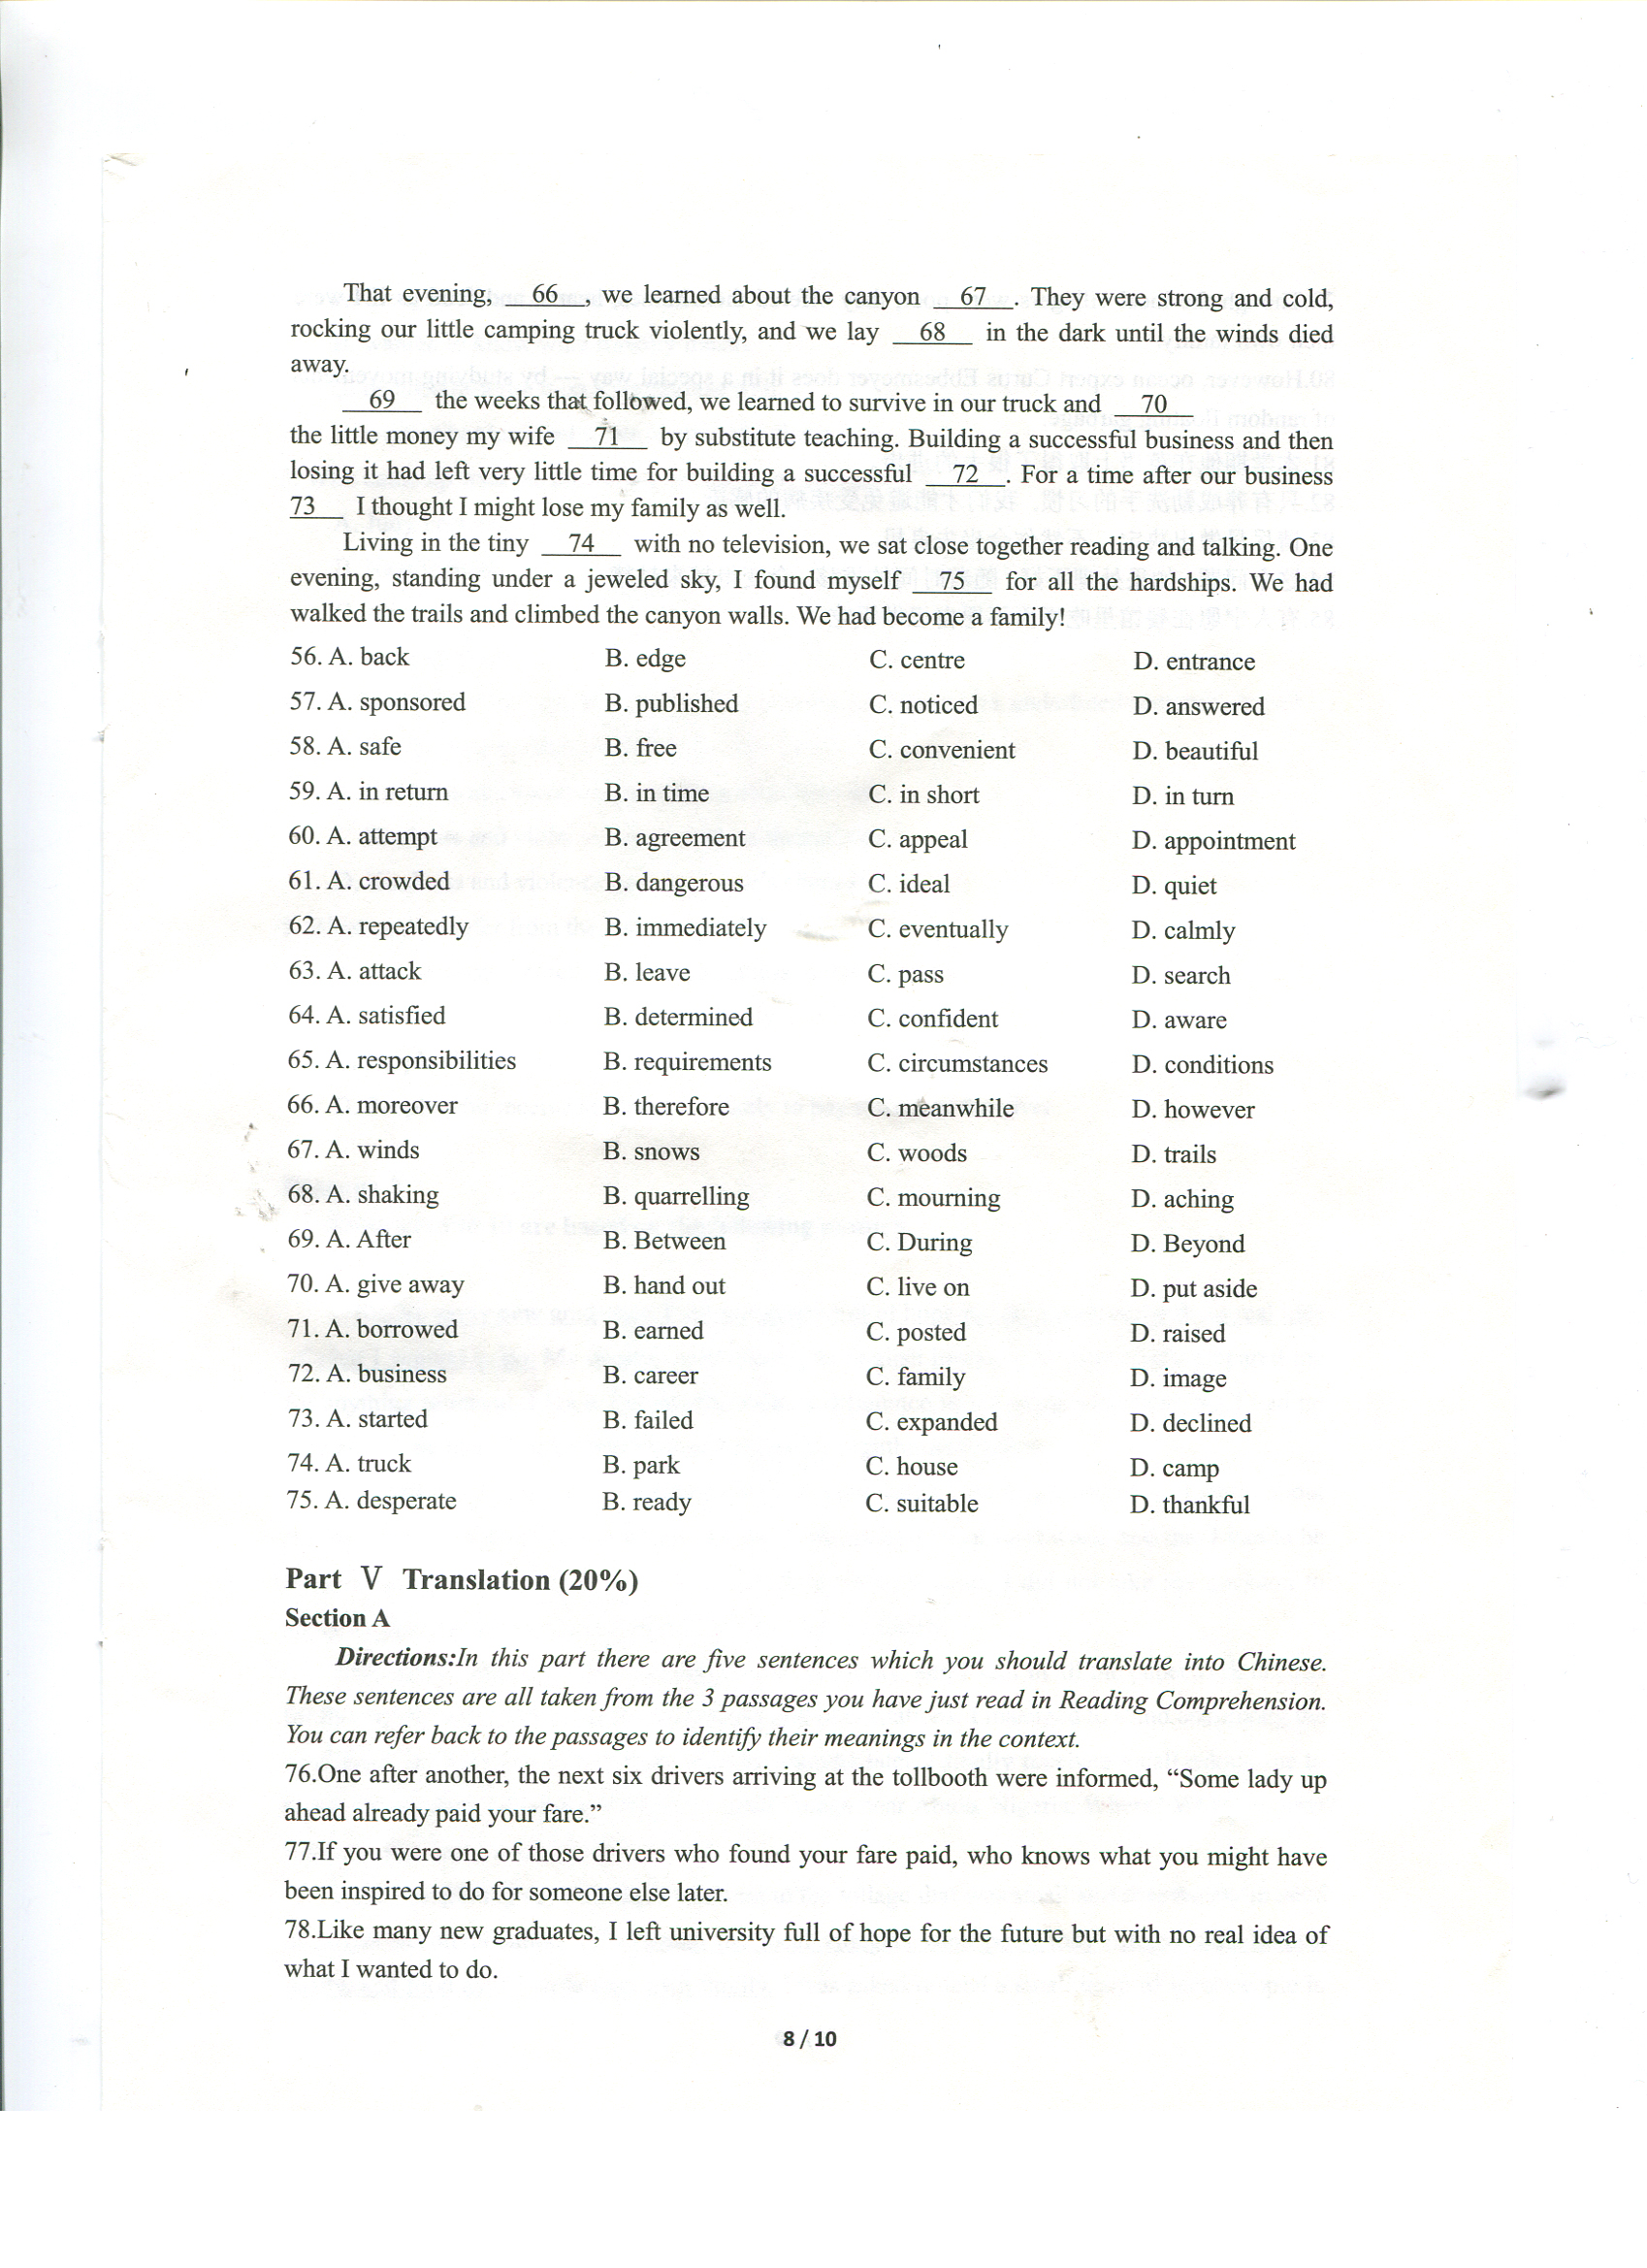 That evening, 66 , we learned about the canyon 67 . They were strong and cold,
rocking our little camping truck violently, and we lay 68 in the dark until the winds died
away.
69 the weeks that followed, we learned to survive in our truck and 70
the little money my wife 71 by substitute teaching. Building a successful business and then
losing it had left very little time for building a successful 72 . For a time after our business
73 I thought I might lose my family as well.
Living in the tiny 74 with no television, we sat close together reading and talking. One
evening, standing under a jeweled sky, I found myself 75 for all the hardships. We had
walked the trails and climbed the canyon walls. We had become a family!
56. A. back B. edge C. centre D. entrance
57. A. sponsored B. published C. noticed D. answered
58. A. safe B. free C. convenient D. beautiful
59. A. in return B. in time C. in short D. in turn
60. A. attempt B. agreement C. appeal D. appointment
61. A. crowded B. dangerous C. ideal D. quiet
62. A. repeatedly B. immediately C. eventually D. calmly
63. A. attack B. leave C. pass D. search
64. A. satisfied B. determined C. confident D. aware
65. A. responsibilities B. requirements C. circumstances D. conditions
66. A. moreover B. therefore C. meanwhile D. however
67. A. winds B. snows C. woods D. trails
68. A. shaking B. quarrelling C. mourning D. aching
69. A. After B. Between C. During D. Beyond
70. A. give away B. hand out C. live on D. put aside
71. A. borrowed B. earned C. posted D. raised
72. A. business B. career C. family D. image
73. A. started B. failed C. expanded D. declined
74. A. truck B. park C. house D. camp
75. A. desperate B. ready C. suitable D. thankful
Part Ⅴ Translation (20%)
Section A
Directions:In this part there are five sentences which you should translate into Chinese.
These sentences are all taken from the 3 passages you have just read in Reading Comprehension.
You can refer back to the passages to identify their meanings in the context.
76.One after another, the next six drivers arriving at the tollbooth were informed, “Some lady up
ahead already paid your fare.”
77.If you were one of those drivers who found your fare paid, who knows what you might have
been inspired to do for someone else later.
78.Like many new graduates, I left university full of hope for the future but with no real idea of
what I wanted to do.
8 / 10